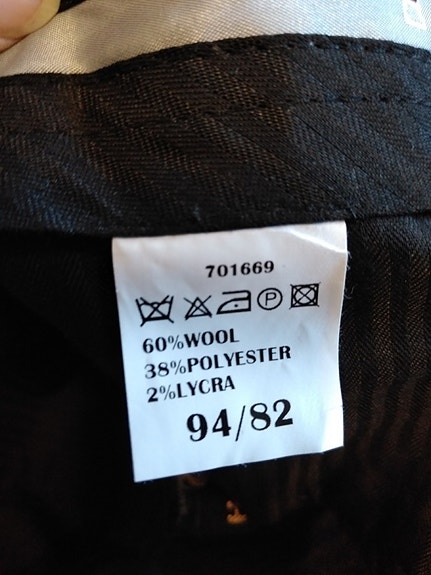 701669
P
60%WOOL
38%POLYESTER
2%LYCRA
94/82